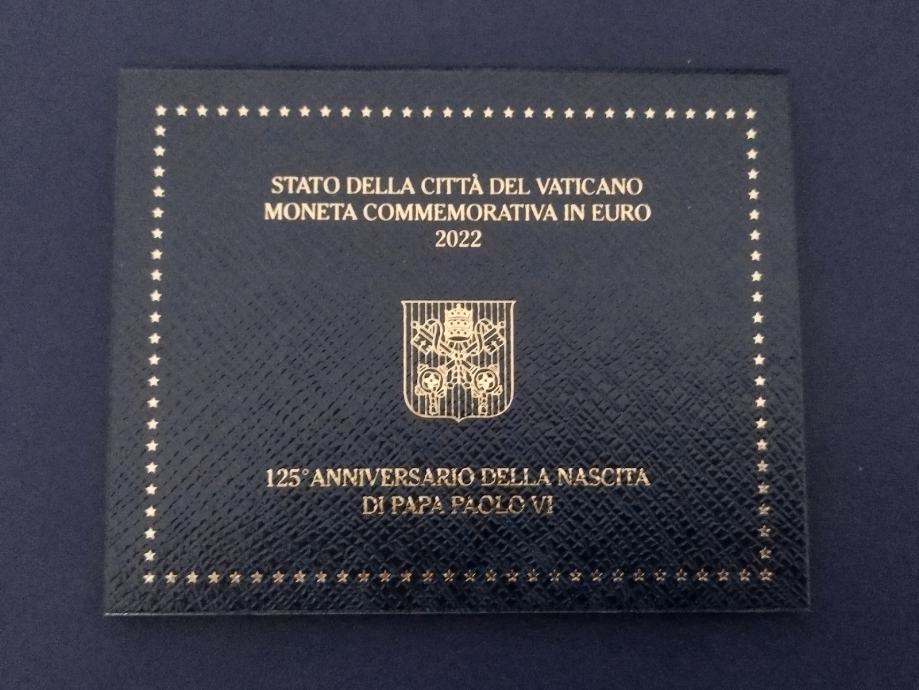 STATO DELLA CITTÀ DEL VATICANO
MONETA COMMEMORATIVA IN EURO
2022
125°ANNIVERSARIO DELLA NASCITA
DI PAPA PAOLO VI